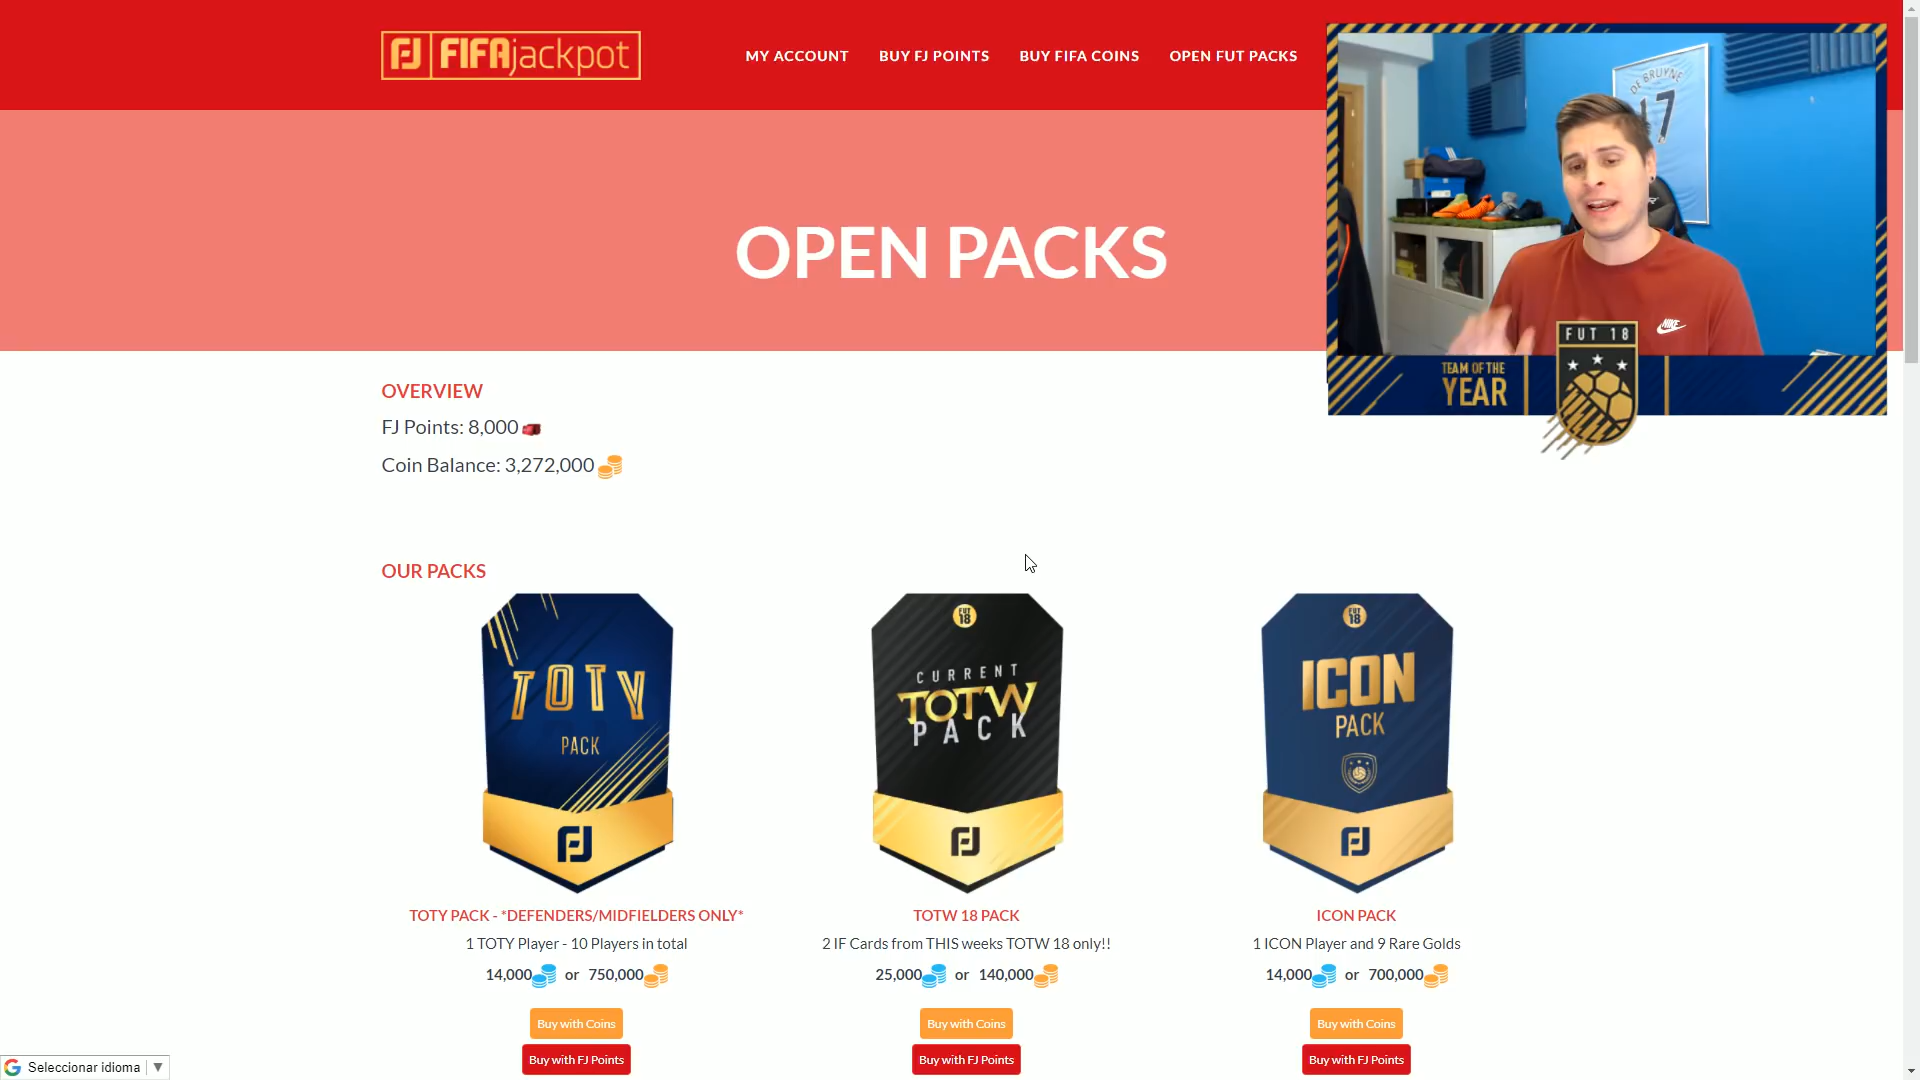 FJ FIFAjackpot
MY ACCOUNT BUY FJ POINTS BUY FIFA COINS OPEN FUT PACKS
DE BRUYNE
17
OPEN PACKS
FUT 18
TEAM OF THE
YEAR
OVERVIEW
FJ Points: 8,000
Coin Balance: 3,272,000
OUR PACKS
TOTY
PACK
FJ
FUT
18
CURRENT
TOTW
PACK
FJ
FUT
18
ICON
PACK
FJ
TOTY PACK - *DEFENDERS/MIDFIELDERS ONLY*
1 TOTY Player - 10 Players in total
14,000 or 750,000
Buy with Coins
Buy with FJ Points
TOTW 18 PACK
2 IF Cards from THIS weeks TOTW 18 only!!
25,000 or 140,000
Buy with Coins
Buy with FJ Points
ICON PACK
1 ICON Player and 9 Rare Golds
14,000 or 700,000
Buy with Coins
Buy with FJ Points
G Seleccionar idioma ▼